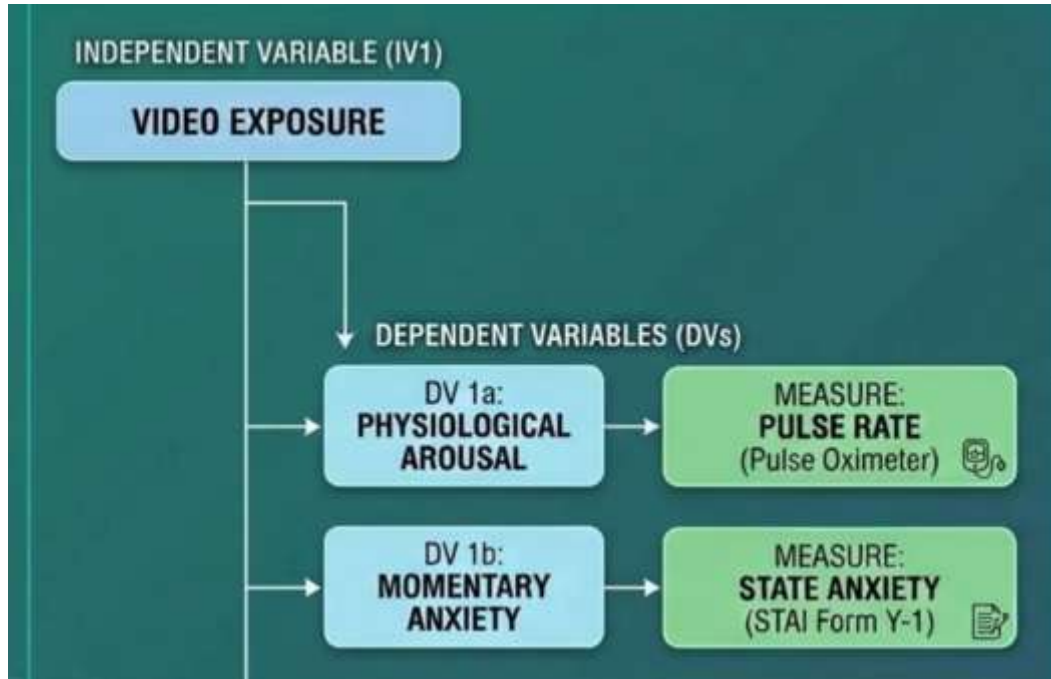 INDEPENDENT VARIABLE (IV1)
VIDEO EXPOSURE
DEPENDENT VARIABLES (DVs)
DV 1a:
PHYSIOLOGICAL
AROUSAL
MEASURE:
PULSE RATE
(Pulse Oximeter)
DV 1b:
MOMENTARY
ANXIETY
MEASURE:
STATE ANXIETY
(STAI Form Y-1)